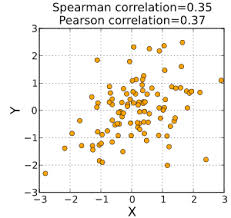 Spearman correlation=0.35
Pearson correlation=0.37
3
2
1
0
−1
−2
−3
Y
−3 −2 −1 0 1 2 3
X